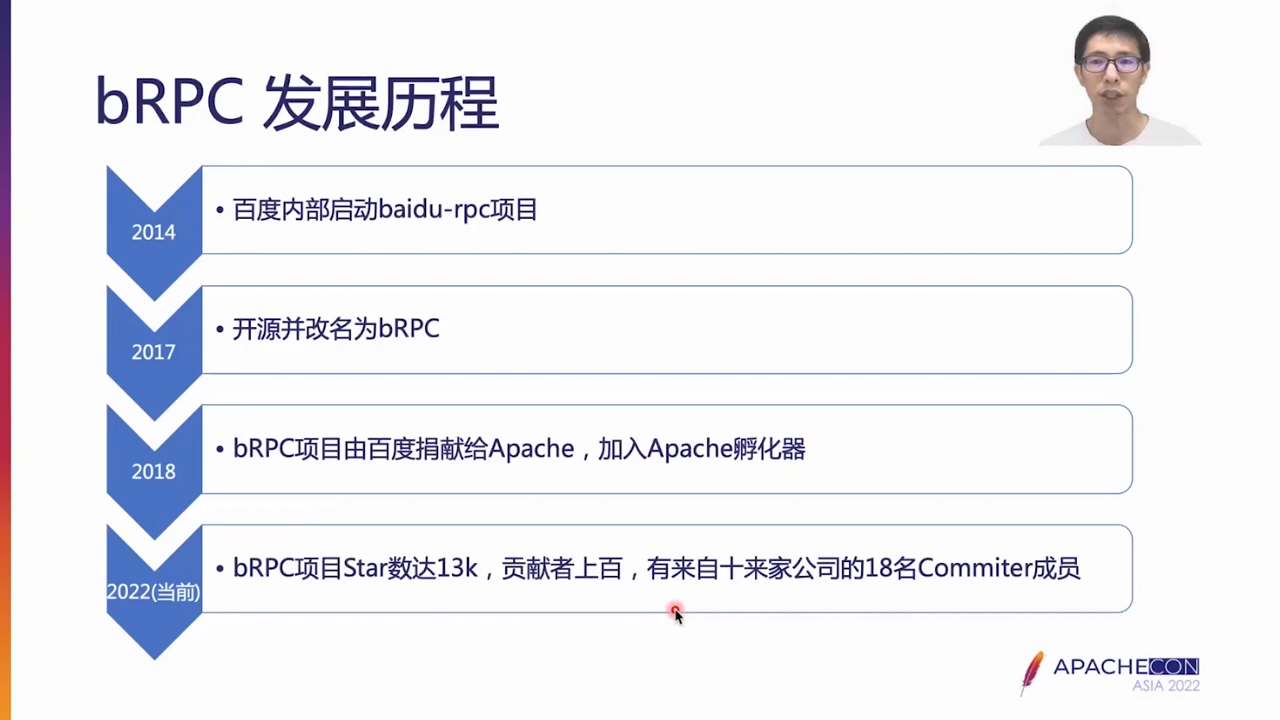 bRPC 发展历程
2014
• 百度内部启动baidu-rpc项目
2017
• 开源并改名为bRPC
2018
• bRPC项目由百度捐献给Apache，加入Apache孵化器
2022(当前)
• bRPC项目Star数达13k，贡献者上百，有来自十来家公司的18名Commiter成员
APACHECON
ASIA 2022